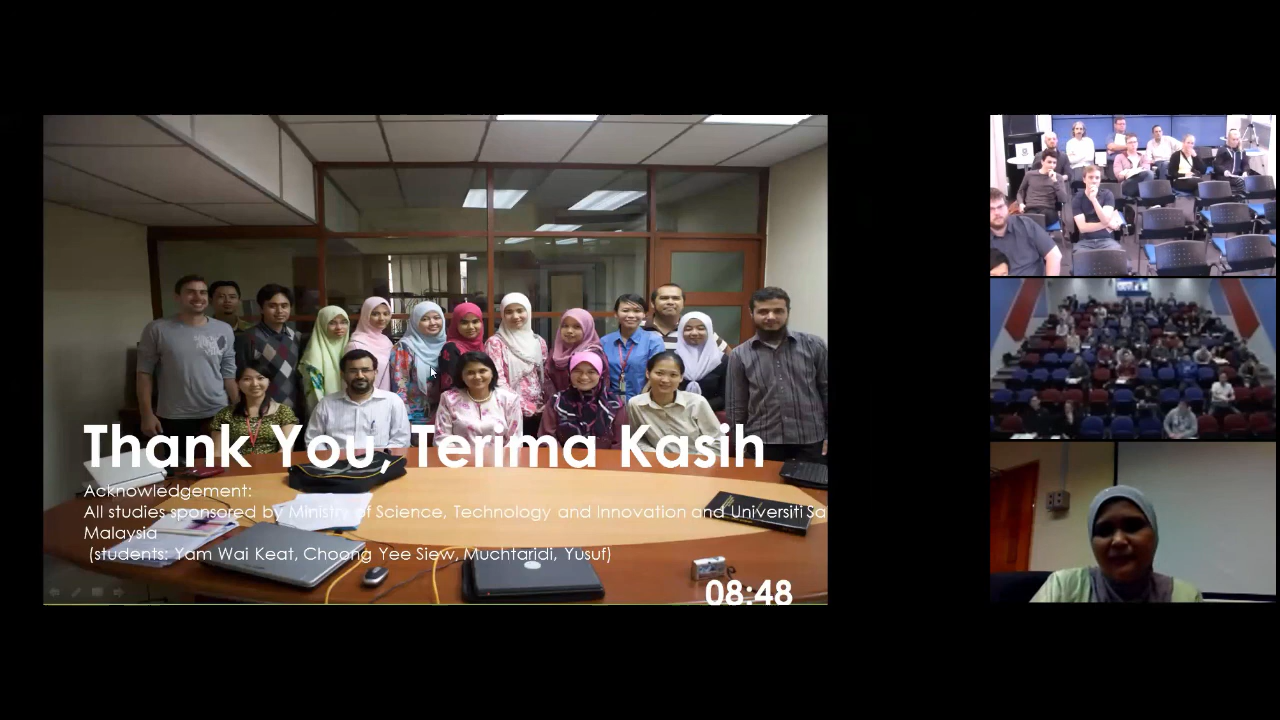 Thank You, Terima Kasih
Acknowledgement:
All studies sponsored by Ministry of Science, Technology and Innovation and Universiti Sa
Malaysia
(students: Yam Wai Keat, Choong Yee Siew, Muchtaridi, Yusuf)
08:48